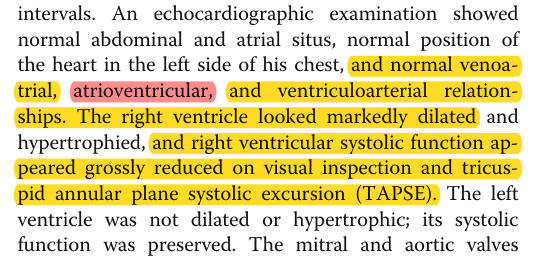 intervals. An echocardiographic examination showed
normal abdominal and atrial situs, normal position of
the heart in the left side of his chest, and normal venoa-
trial, atrioventricular, and ventriculoarterial relation-
ships. The right ventricle looked markedly dilated and
hypertrophied, and right ventricular systolic function ap-
peared grossly reduced on visual inspection and tricus-
pid annular plane systolic excursion (TAPSE). The left
ventricle was not dilated or hypertrophic; its systolic
function was preserved. The mitral and aortic valves